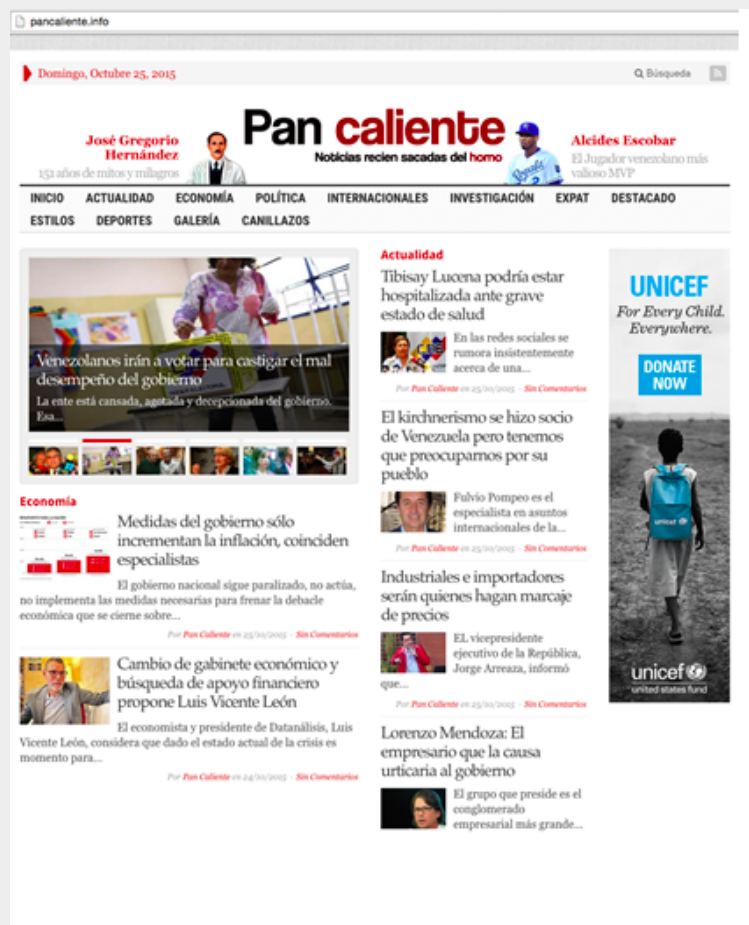 pancaliente.info
Domingo, Octubre 25, 2015
Búsqueda
José Gregorio
Hernández
151 años de mitos y milagros
Pan caliente
Noticias recien sacadas del horno
Alcides Escobar
El Jugador venezolano más
valioso MVP
Royals
INICIO ACTUALIDAD ECONOMÍA POLÍTICA INTERNACIONALES INVESTIGACIÓN EXPAT DESTACADO
ESTILOS DEPORTES GALERÍA CANILLAZOS
Venezolanos irán a votar para castigar el mal
desempeño del gobierno
La ente está cansada, agotada y decepcionada del gobierno.
Esa...
Economía
Medidas del gobierno sólo
incrementan la inflación, coinciden
especialistas
El gobierno nacional sigue paralizado, no actúa,
no implementa las medidas necesarias para frenar la debacle
económica que se cierne sobre...
Por Pan Caliente en 25/10/2015 - Sin Comentarios
Cambio de gabinete económico y
búsqueda de apoyo financiero
propone Luis Vicente León
El economista y presidente de Datanálisis, Luis
Vicente León, considera que dado el estado actual de la crisis es
momento para...
Por Pan Caliente en 24/10/2015 - Sin Comentarios
Actualidad
Tibisay Lucena podría estar
hospitalizada ante grave
estado de salud
En las redes sociales se
rumora insistentemente
acerca de una...
Por Pan Caliente en 25/10/2015 - Sin Comentarios
El kirchnerismo se hizo socio
de Venezuela pero tenemos
que preocuparnos por su
pueblo
Fulvio Pompeo es el
especialista en asuntos
internacionales de la...
Por Pan Caliente en 25/10/2015 - Sin Comentarios
Industriales e importadores
serán quienes hagan marcaje
de precios
EL vicepresidente
ejecutivo de la República,
Jorge Arreaza, informó
que...
Por Pan Caliente en 25/10/2015 - Sin Comentarios
Lorenzo Mendoza: El
empresario que la causa
urticaria al gobierno
El grupo que preside es el
conglomerado
empresarial más grande...
UNICEF
For Every Child.
Everywhere.
DONATE
NOW
unicef
unicef
united states fund